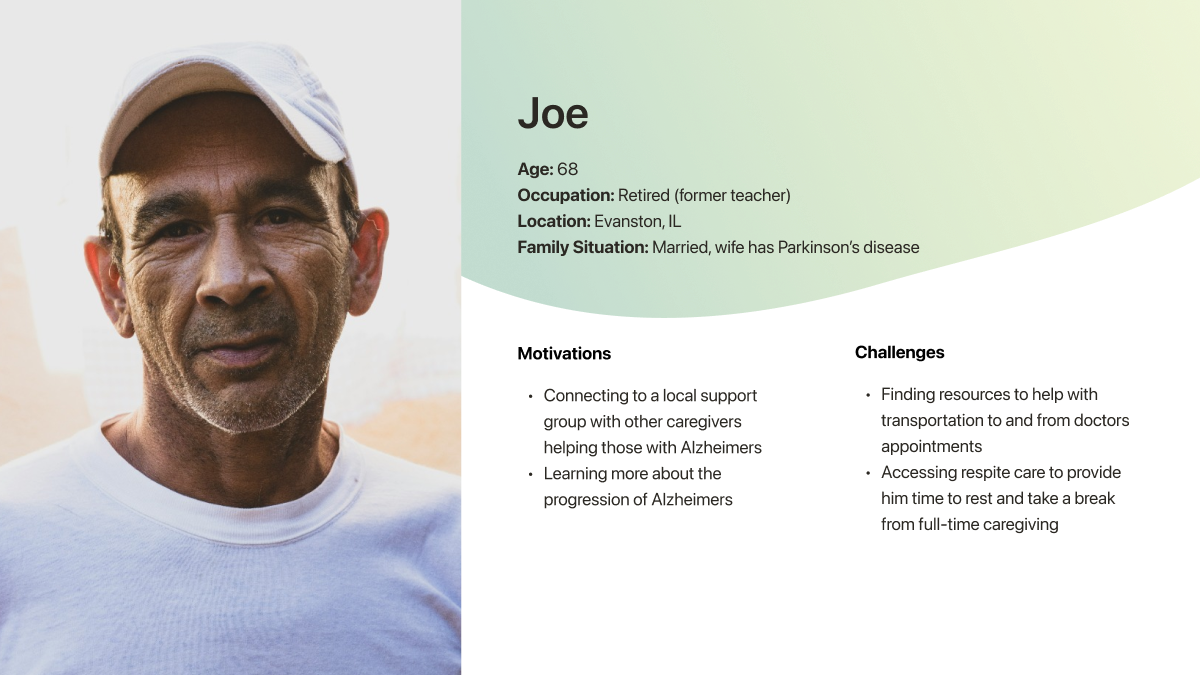 Joe
Age: 68
Occupation: Retired (former teacher)
Location: Evanston, IL
Family Situation: Married, wife has Parkinson’s disease
Motivations
• Connecting to a local support
group with other caregivers
helping those with Alzheimers
• Learning more about the
progression of Alzheimers
Challenges
• Finding resources to help with
transportation to and from doctors
appointments
• Accessing respite care to provide
him time to rest and take a break
from full-time caregiving